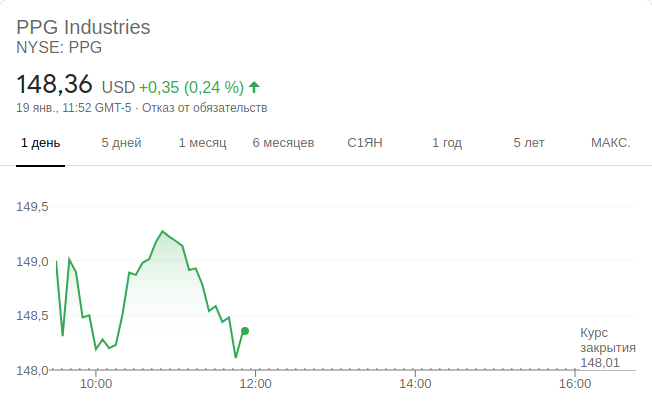 PPG Industries
NYSE: PPG
148,36 USD +0,35 (0,24 %)
19 янв., 11:52 GMT-5 · Отказ от обязательств
1 день 5 дней 1 месяц 6 месяцев С1ЯН 1 год 5 лет МАКС.
149,5
149,0
148,5
148,0
Курс
закрытия
148,01
10:00 12:00 14:00 16:00